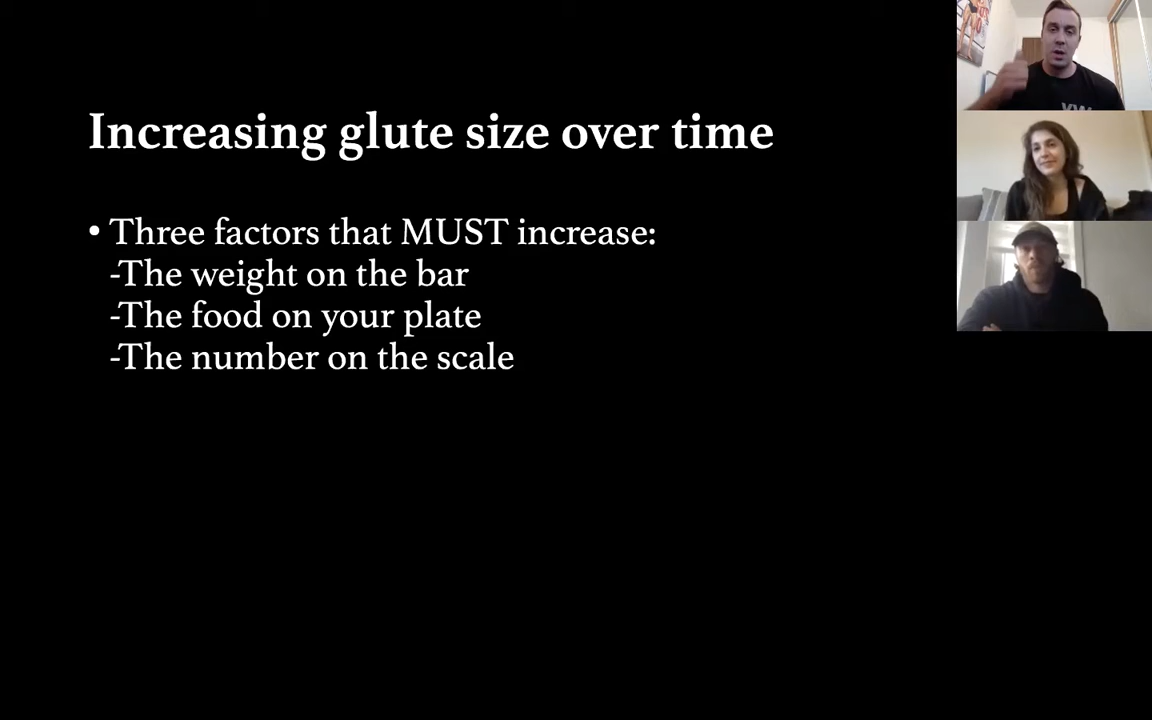 Increasing glute size over time
• Three factors that MUST increase:
-The weight on the bar
-The food on your plate
-The number on the scale